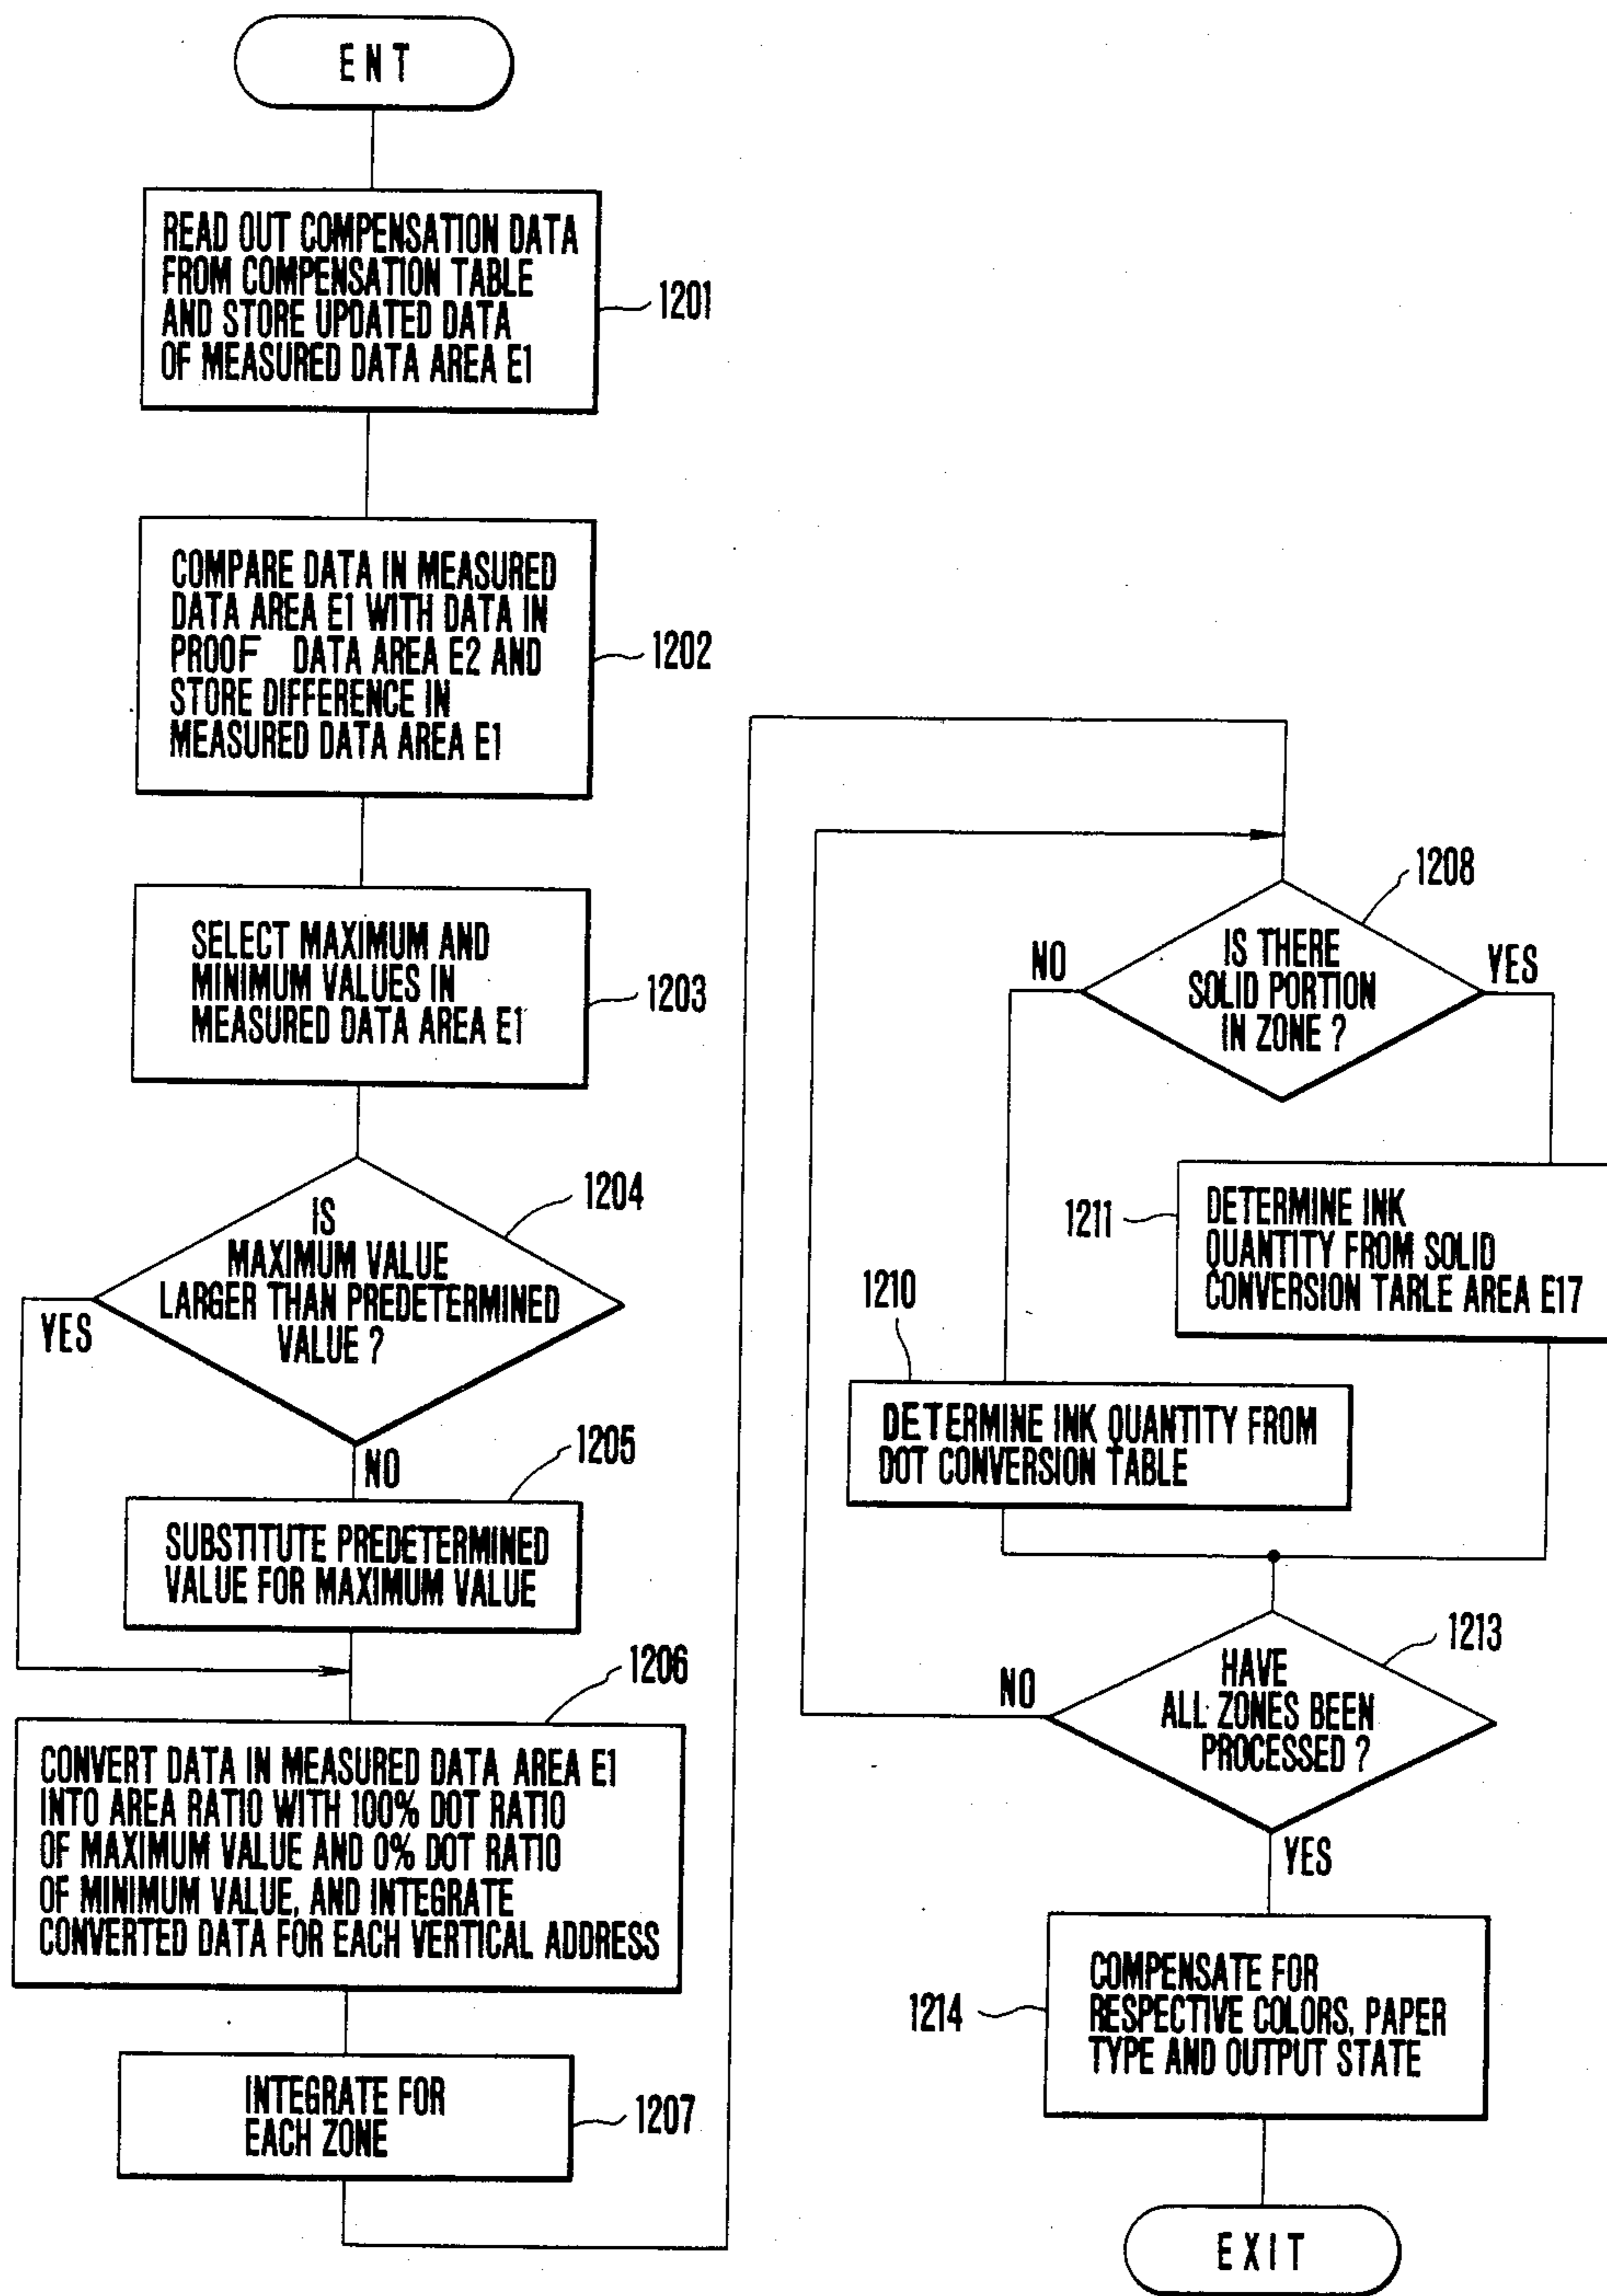 ENT
READ OUT COMPENSATION DATA
FROM COMPENSATION TABLE
AND STORE UPDATED DATA
OF MEASURED DATA AREA E1
1201
COMPARE DATA IN MEASURED
DATA AREA E1 WITH DATA IN
PROOF DATA AREA E2 AND
STORE DIFFERENCE IN
MEASURED DATA AREA E1
1202
SELECT MAXIMUM AND
MINIMUM VALUES IN
MEASURED DATA AREA E1
1203
IS
MAXIMUM VALUE
LARGER THAN PREDETERMINED
VALUE ?
1204
YES
NO
1205
SUBSTITUTE PREDETERMINED
VALUE FOR MAXIMUM VALUE
1206
CONVERT DATA IN MEASURED DATA AREA E1
INTO AREA RATIO WITH 100% DOT RATIO
OF MAXIMUM VALUE AND 0% DOT RATIO
OF MINIMUM VALUE, AND INTEGRATE
CONVERTED DATA FOR EACH VERTICAL ADDRESS
INTEGRATE FOR
EACH ZONE
1207
1208
IS THERE
SOLID PORTION
IN ZONE ?
NO
YES
1211
DETERMINE INK
QUANTITY FROM SOLID
CONVERSION TARLE AREA E17
1210
DETERMINE INK QUANTITY FROM
DOT CONVERSION TABLE
1213
HAVE
ALL ZONES BEEN
PROCESSED ?
NO
YES
1214
COMPENSATE FOR
RESPECTIVE COLORS, PAPER
TYPE AND OUTPUT STATE
EXIT